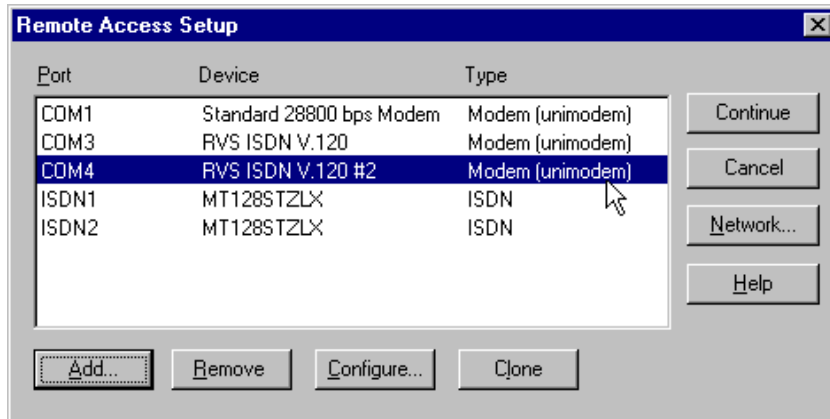 Remote Access Setup
Port Device Type
COM1 Standard 28800 bps Modem Modem (unimodem)
COM3 RVS ISDN V.120 Modem (unimodem)
COM4 RVS ISDN V.120 #2 Modem (unimodem)
ISDN1 MT128STZLX ISDN
ISDN2 MT128STZLX ISDN
Continue
Cancel
Network...
Help
Add... Remove Configure... Clone